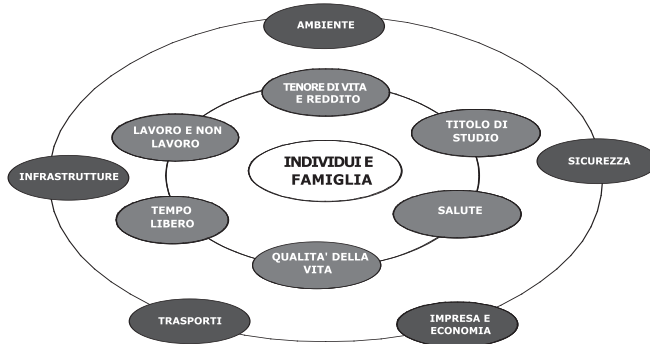 AMBIENTE
TENORE DI VITA
E REDDITO
LAVORO E NON
LAVORO
TITOLO DI
STUDIO
INDIVIDUI E
FAMIGLIA
SICUREZZA
INFRASTRUTTURE
TEMPO
LIBERO
SALUTE
QUALITA' DELLA
VITA
TRASPORTI
IMPRESA E
ECONOMIA